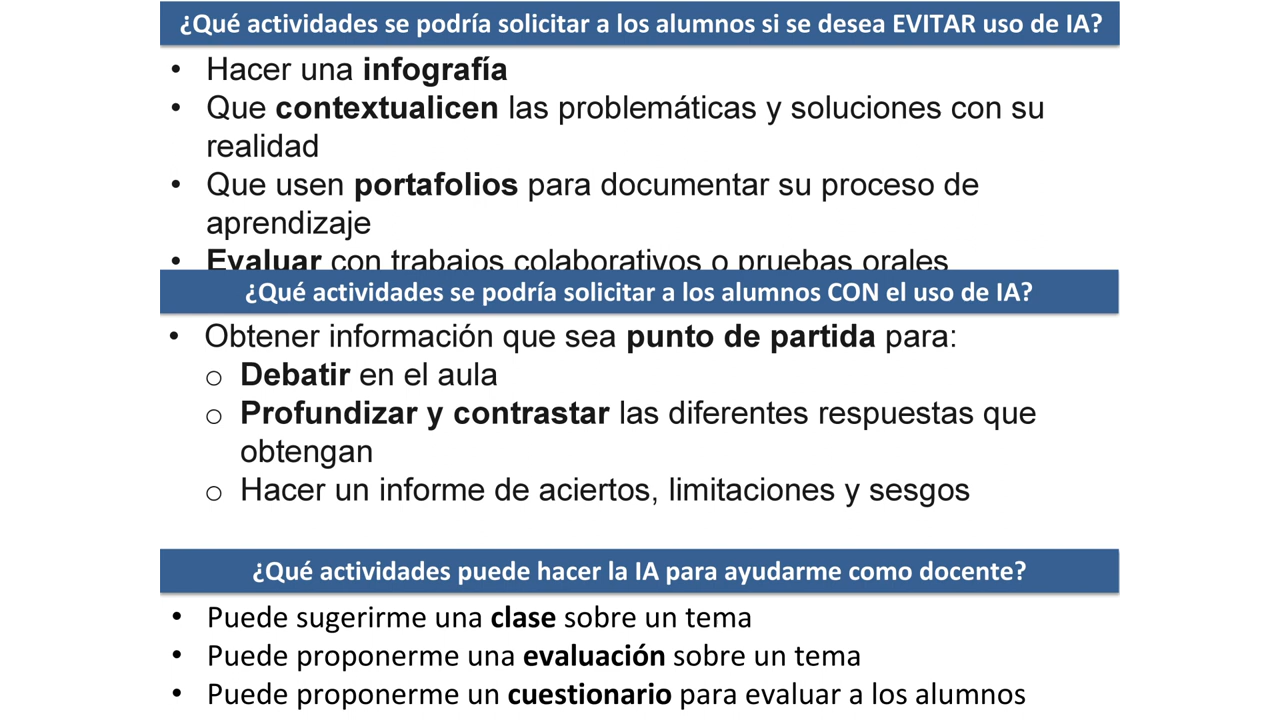 ¿Qué actividades se podría solicitar a los alumnos si se desea EVITAR uso de IA?
• Hacer una infografía
• Que contextualicen las problemáticas y soluciones con su
realidad
• Que usen portafolios para documentar su proceso de
aprendizaje
• Evaluar con trabajos colaborativos o pruebas orales
¿Qué actividades se podría solicitar a los alumnos CON el uso de IA?
• Obtener información que sea punto de partida para:
o Debatir en el aula
o Profundizar y contrastar las diferentes respuestas que
obtengan
o Hacer un informe de aciertos, limitaciones y sesgos
¿Qué actividades puede hacer la IA para ayudarme como docente?
• Puede sugerirme una clase sobre un tema
• Puede proponerme una evaluación sobre un tema
• Puede proponerme un cuestionario para evaluar a los alumnos